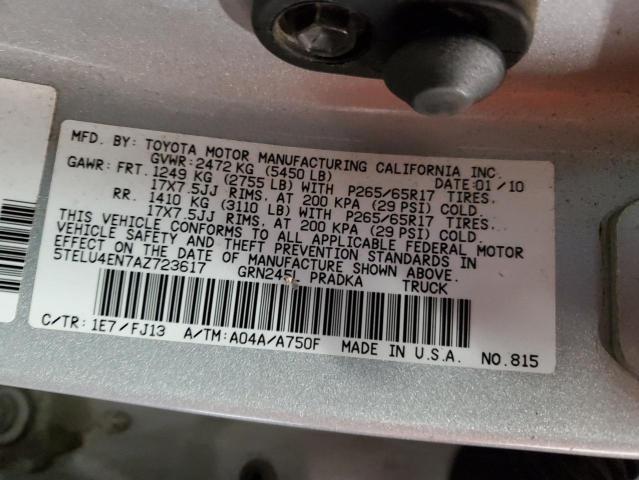 MFD. BY: TOYOTA MOTOR MANUFACTURING CALIFORNIA INC.
GVWR: 2472 KG (5450 LB) DATE: 01/10
GAWR: FRT. 1249 KG (2755 LB) WITH P265/65R17 TIRES.
17X7.5JJ RIMS. AT 200 KPA (29 PSI) COLD.
RR. 1410 KG (3110 LB) WITH P265/65R17 TIRES.
17X7.5JJ RIMS. AT 200 KPA (29 PSI) COLD.
THIS VEHICLE CONFORMS TO ALL APPLICABLE FEDERAL MOTOR
VEHICLE SAFETY AND THEFT PREVENTION STANDARDS IN
EFFECT ON THE DATE OF MANUFACTURE SHOWN ABOVE.
5TELU4EN7AZ723617 GRN245L PRADKA TRUCK
C/TR: 1E7/FJ13 A/TM: A04A/A750F MADE IN U.S.A. NO.815